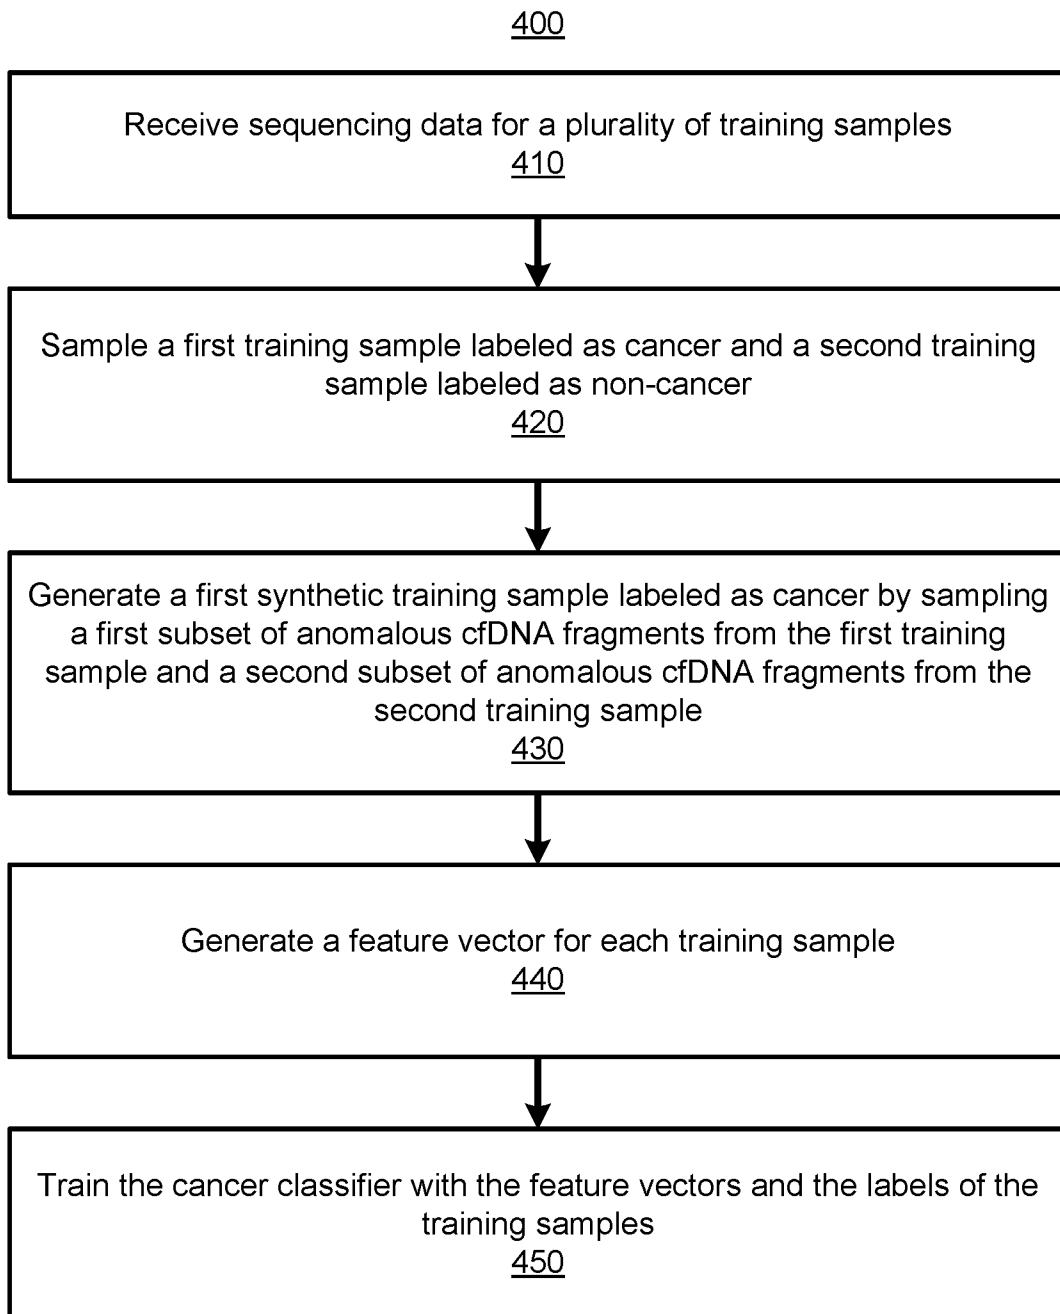 400
Receive sequencing data for a plurality of training samples
410
Sample a first training sample labeled as cancer and a second training
sample labeled as non-cancer
420
Generate a first synthetic training sample labeled as cancer by sampling
a first subset of anomalous cfDNA fragments from the first training
sample and a second subset of anomalous cfDNA fragments from the
second training sample
430
Generate a feature vector for each training sample
440
Train the cancer classifier with the feature vectors and the labels of the
training samples
450